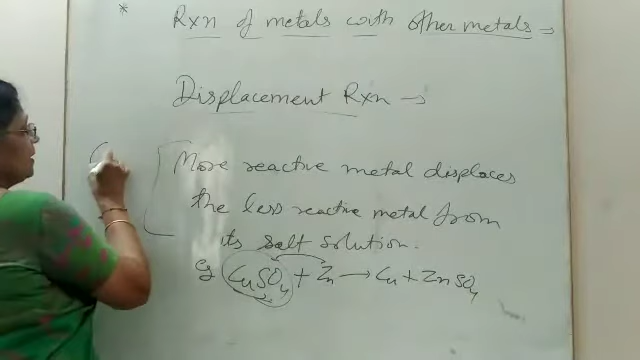 * Rxn of metals with other metals ⇒
Displacement Rxn →
More reactive metal displaces
the less reactive metal from
its salt solution.
eg CuSO₄ + Zn → Cu + ZnSO₄